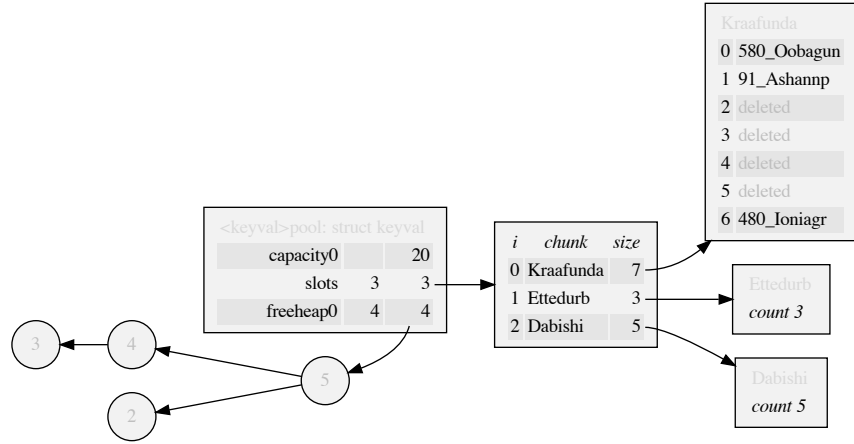 Kraafunda
0 580_Oobagun
1 91_Ashannp
2 deleted
3 deleted
4 deleted
5 deleted
6 480_Ioniagr
<keyval>pool: struct keyval
capacity0 20
slots 3 3
freeheap0 4 4
i chunk size
0 Kraafunda 7
1 Ettedurb 3
2 Dabishi 5
Ettedurb
count 3
Dabishi
count 5
3
4
5
2